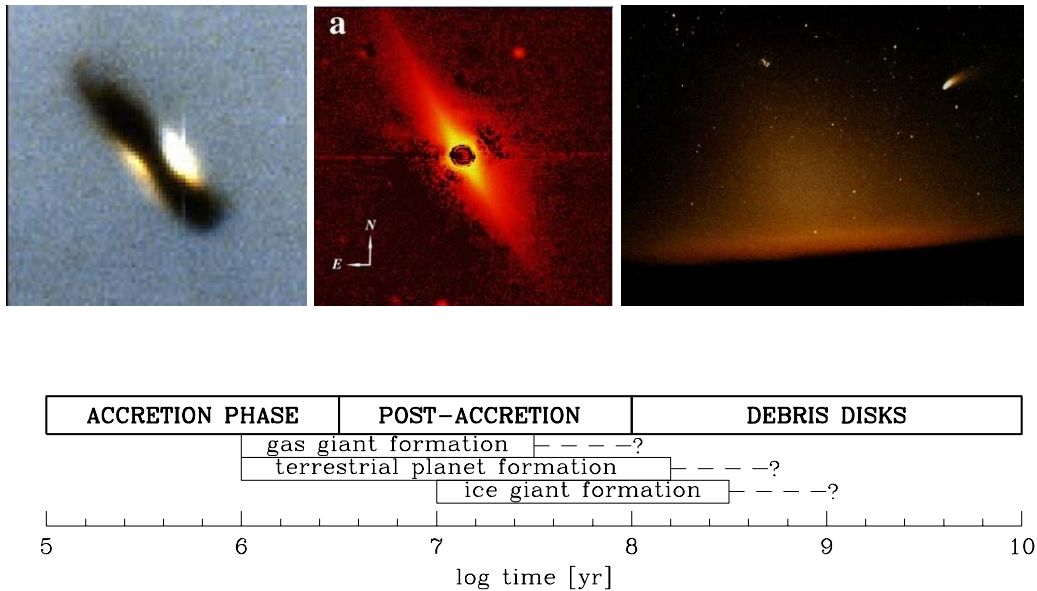 a
N
E
ACCRETION PHASE POST-ACCRETION DEBRIS DISKS
gas giant formation ?
terrestrial planet formation ?
ice giant formation ?
5 6 7 8 9 10
log time [yr]